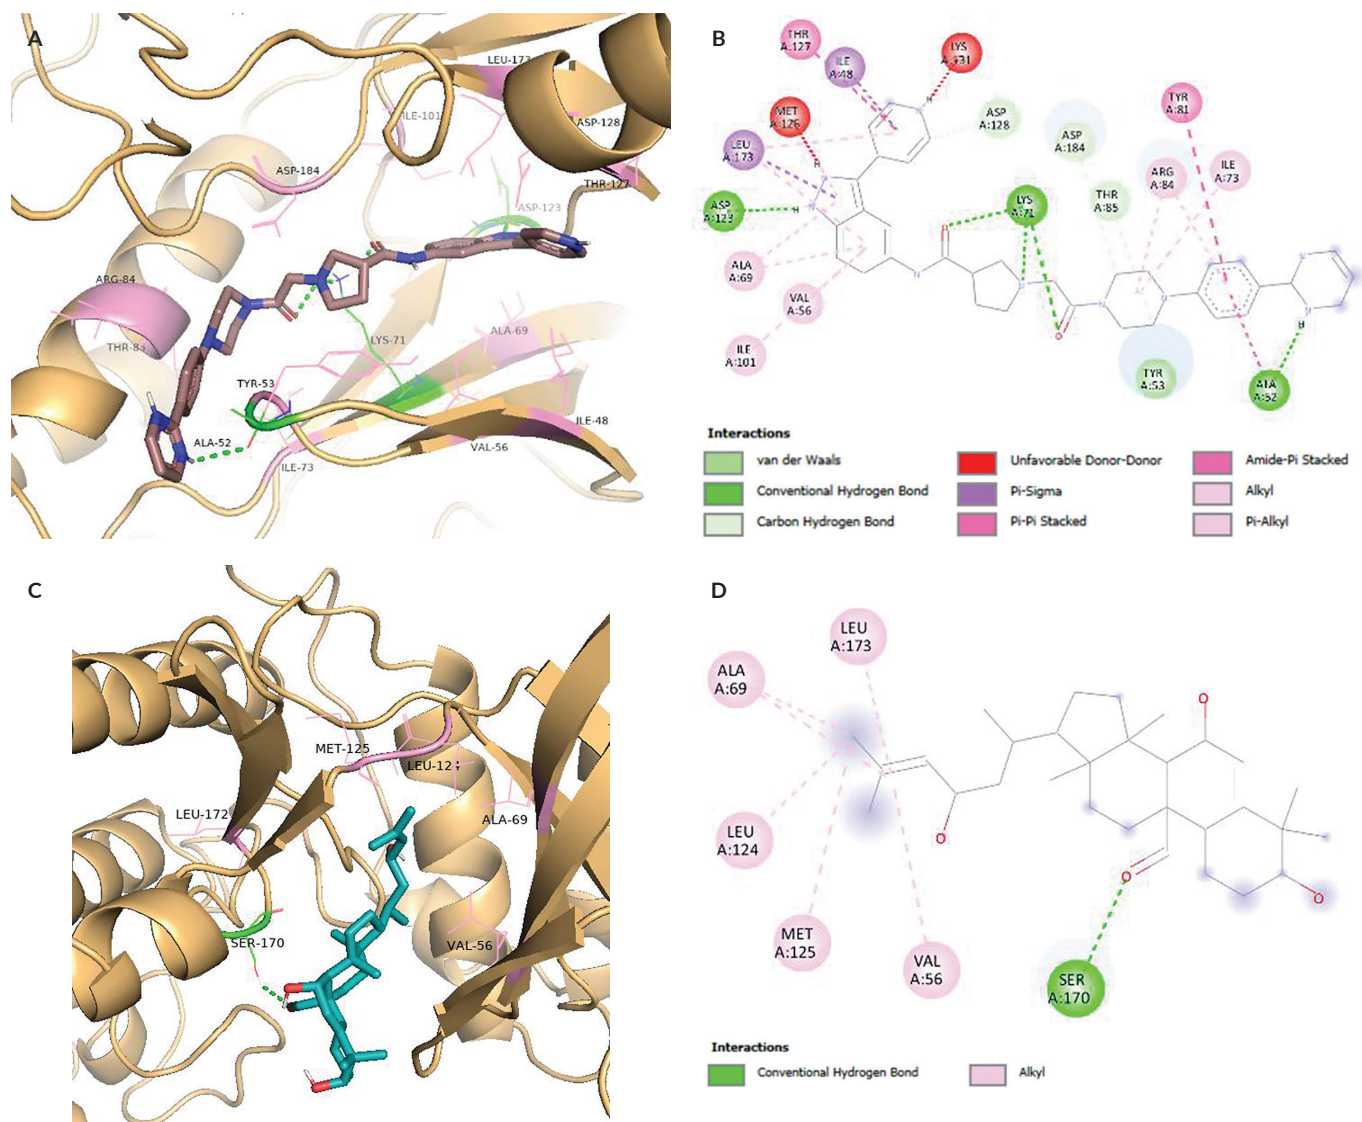 A
LEU-173
ILE-101
ASP-128
ASP-184
THR-127
ASP-123
ARG-84
THR-85
LYS-71
ALA-69
TYR-53
ALA-52
ILE-73
VAL-56
ILE-48
B
THR
A:127
ILE
A:48
LYS
A:131
MET
A:126
LEU
A:173
ASP
A:128
ASP
A:184
TYR
A:81
ARG
A:84
ILE
A:73
ASP
A:123
LYS
A:71
THR
A:85
ALA
A:69
VAL
A:56
ILE
A:101
TYR
A:53
ALA
A:52
H
H
H
H
N
N
N
N
N
N
N
N
N
O
O
Interactions
van der Waals
Conventional Hydrogen Bond
Carbon Hydrogen Bond
Unfavorable Donor-Donor
Pi-Sigma
Pi-Pi Stacked
Amide-Pi Stacked
Alkyl
Pi-Alkyl
C
MET-125
LEU-124
LEU-172
ALA-69
SER-170
VAL-56
D
LEU
A:173
ALA
A:69
LEU
A:124
MET
A:125
VAL
A:56
SER
A:170
O
O
O
O
Interactions
Conventional Hydrogen Bond
Alkyl